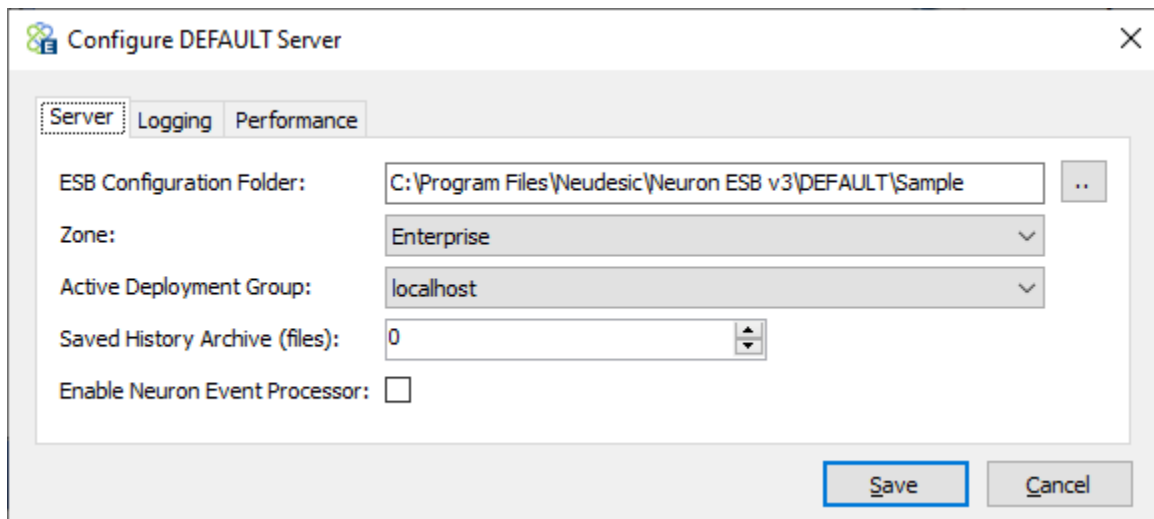 Configure DEFAULT Server
Server Logging Performance
ESB Configuration Folder: C:\Program Files\Neudesic\Neuron ESB v3\DEFAULT\Sample ..
Zone: Enterprise
Active Deployment Group: localhost
Saved History Archive (files): 0
Enable Neuron Event Processor:
Save Cancel